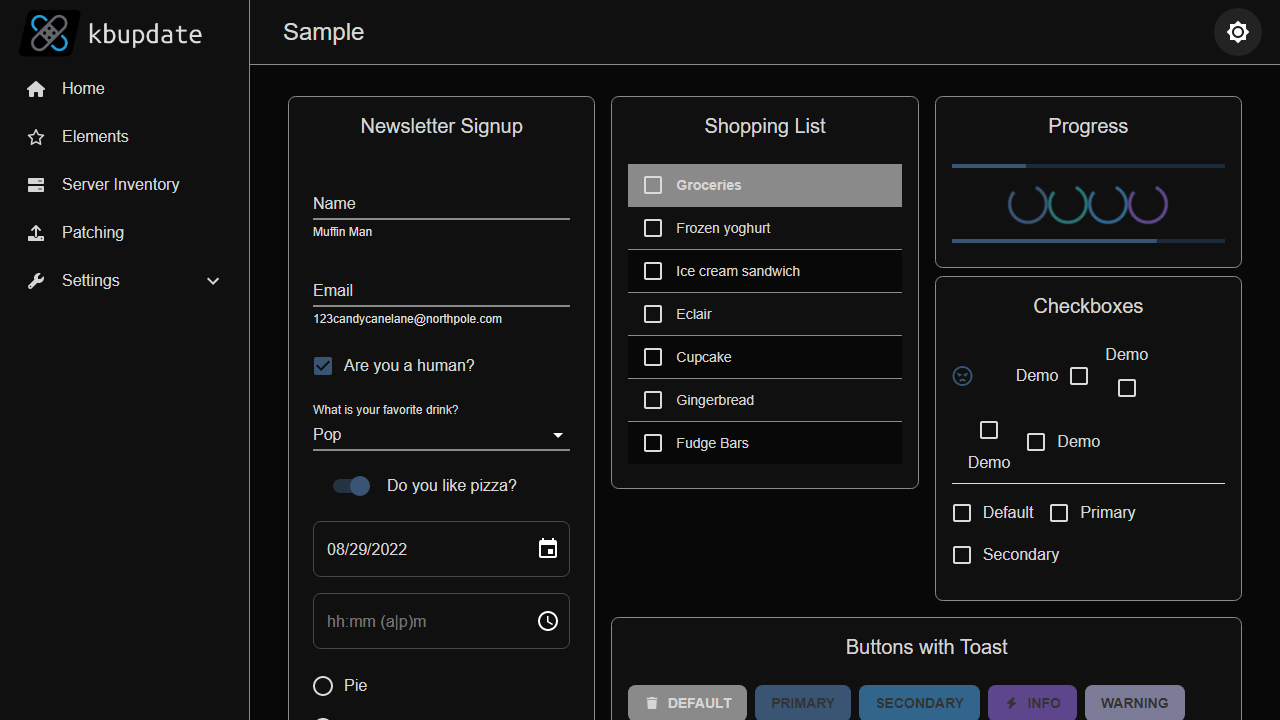 kbupdate
Sample
Home
Elements
Server Inventory
Patching
Settings
Newsletter Signup
Name
Muffin Man
Email
123candycanelane@northpole.com
Are you a human?
What is your favorite drink?
Pop
Do you like pizza?
08/29/2022
hh:mm (a|p)m
Pie
Shopping List
Groceries
Frozen yoghurt
Ice cream sandwich
Eclair
Cupcake
Gingerbread
Fudge Bars
Progress
Checkboxes
Demo
Demo
Demo
Demo
Default
Primary
Secondary
Buttons with Toast
DEFAULT
PRIMARY
SECONDARY
INFO
WARNING